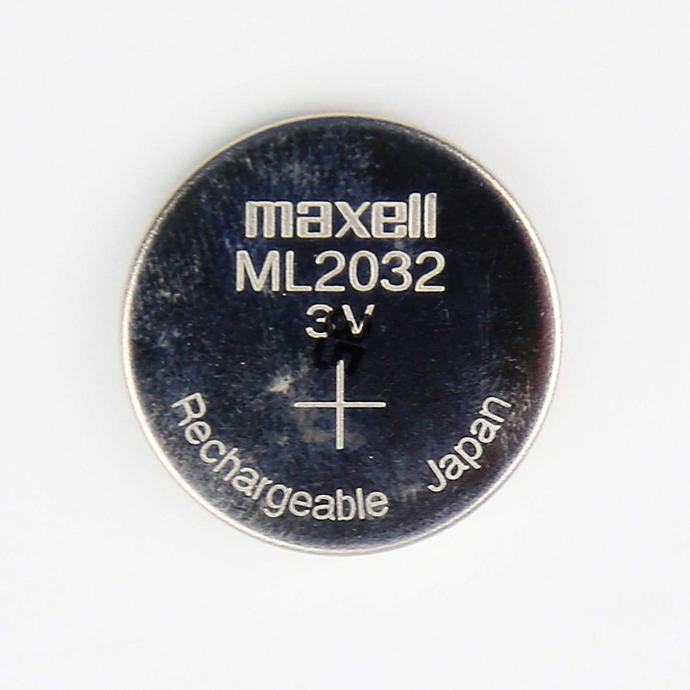 maxell
ML2032
3V
+
Rechargeable Japan